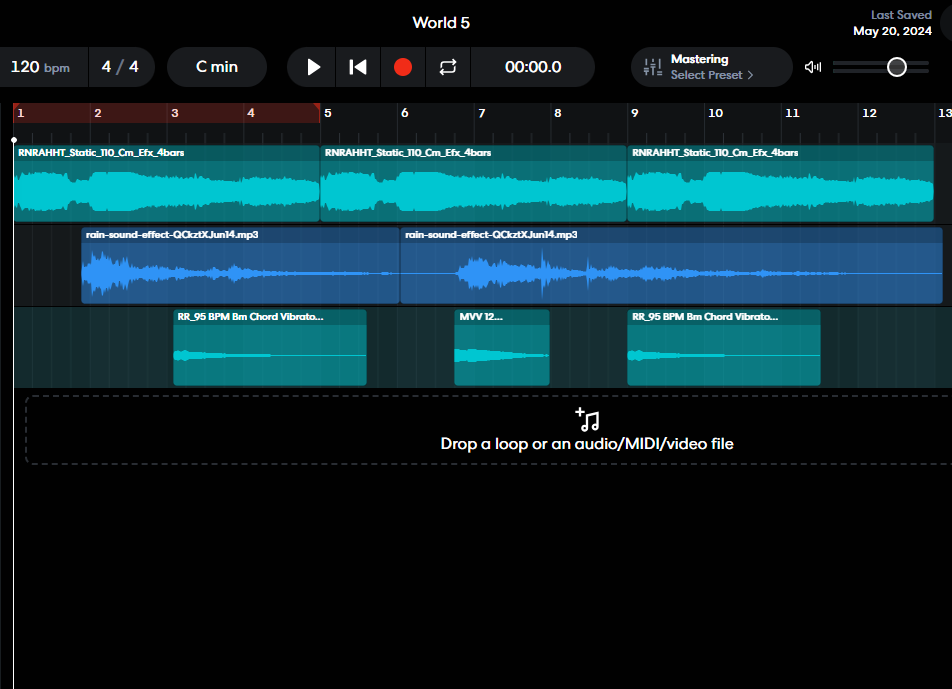 World 5
Last Saved
May 20, 2024
120 bpm
4 / 4
C min
00:00.0
Mastering
Select Preset >
1 2 3 4 5 6 7 8 9 10 11 12 13
RNRAHHT_Static_110_Cm_Efx_4bars RNRAHHT_Static_110_Cm_Efx_4bars RNRAHHT_Static_110_Cm_Efx_4bars
rain-sound-effect-QCkztXJun14.mp3 rain-sound-effect-QCkztXJun14.mp3
RR_95 BPM Bm Chord Vibrato... MVV 12... RR_95 BPM Bm Chord Vibrato...
Drop a loop or an audio/MIDI/video file